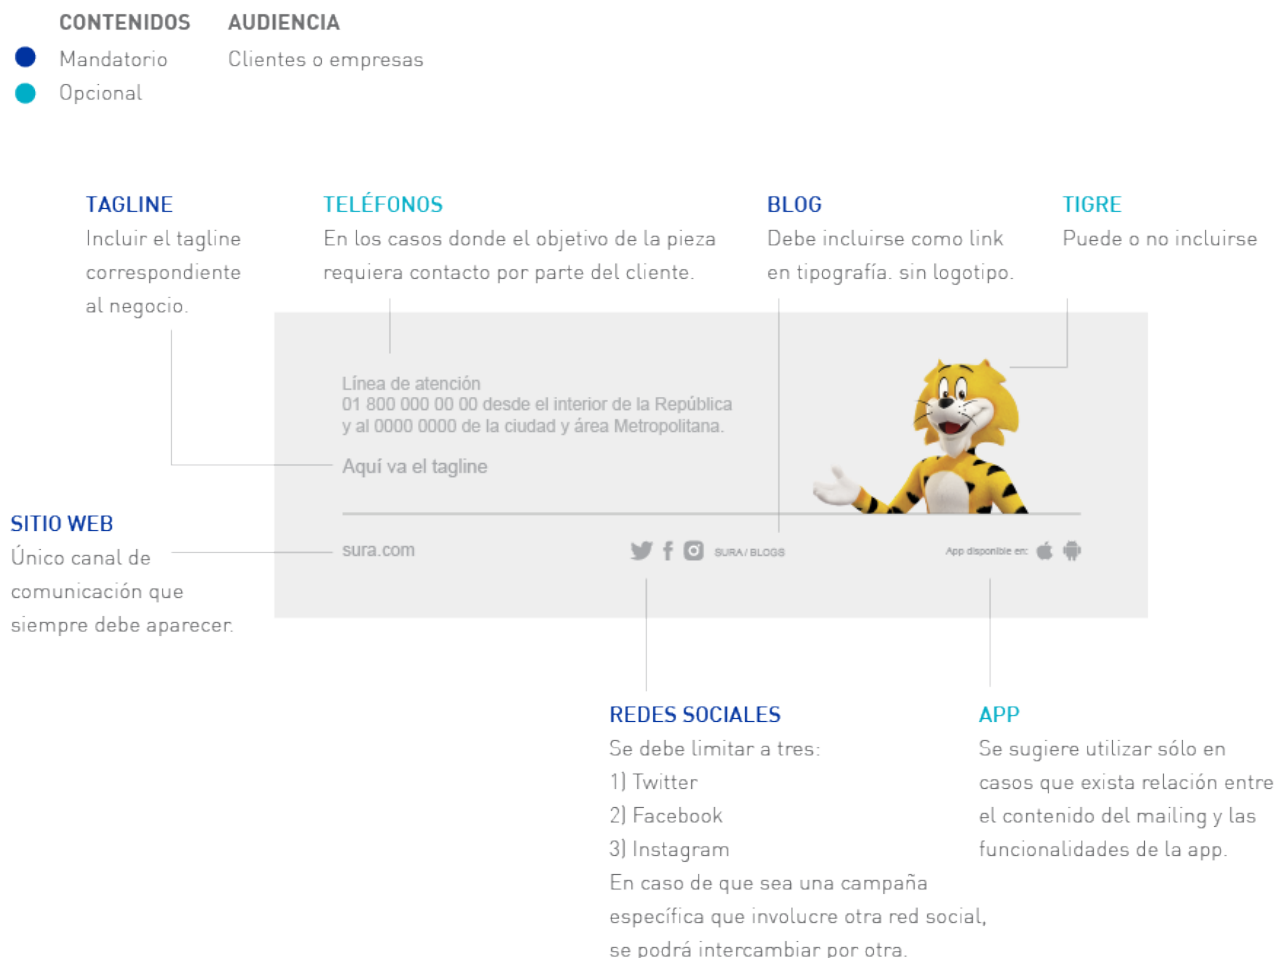 CONTENIDOS
Mandatorio
Opcional
AUDIENCIA
Clientes o empresas
TAGLINE
Incluir el tagline
correspondiente
al negocio.
TELÉFONOS
En los casos donde el objetivo de la pieza
requiera contacto por parte del cliente.
BLOG
Debe incluirse como link
en tipografía. sin logotipo.
TIGRE
Puede o no incluirse
Línea de atención
01 800 000 00 00 desde el interior de la República
y al 0000 0000 de la ciudad y área Metropolitana.
Aquí va el tagline
SITIO WEB
Único canal de
comunicación que
siempre debe aparecer.
sura.com
SURA/BLOGS
App disponible en:
REDES SOCIALES
Se debe limitar a tres:
1) Twitter
2) Facebook
3) Instagram
En caso de que sea una campaña
específica que involucre otra red social,
se podrá intercambiar por otra.
APP
Se sugiere utilizar sólo en
casos que exista relación entre
el contenido del mailing y las
funcionalidades de la app.